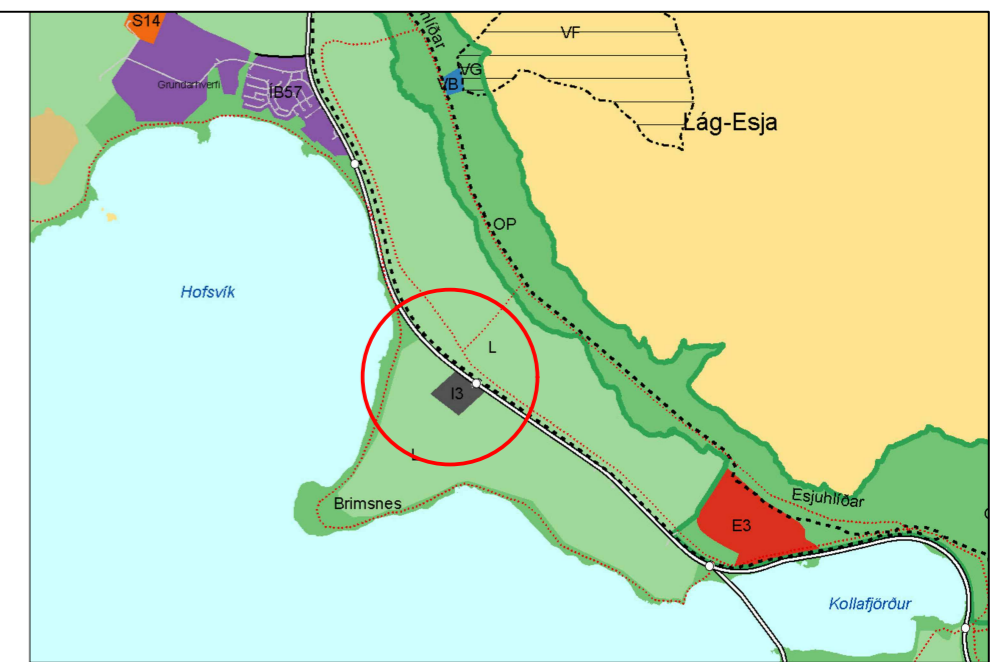 S14
VF
VG
VB
Grundarhverfi
ÍB57
Lág-Esja
OP
Hofsvík
L
I3
L
Brimsnes
Esjuhlíðar
E3
Kollafjörður